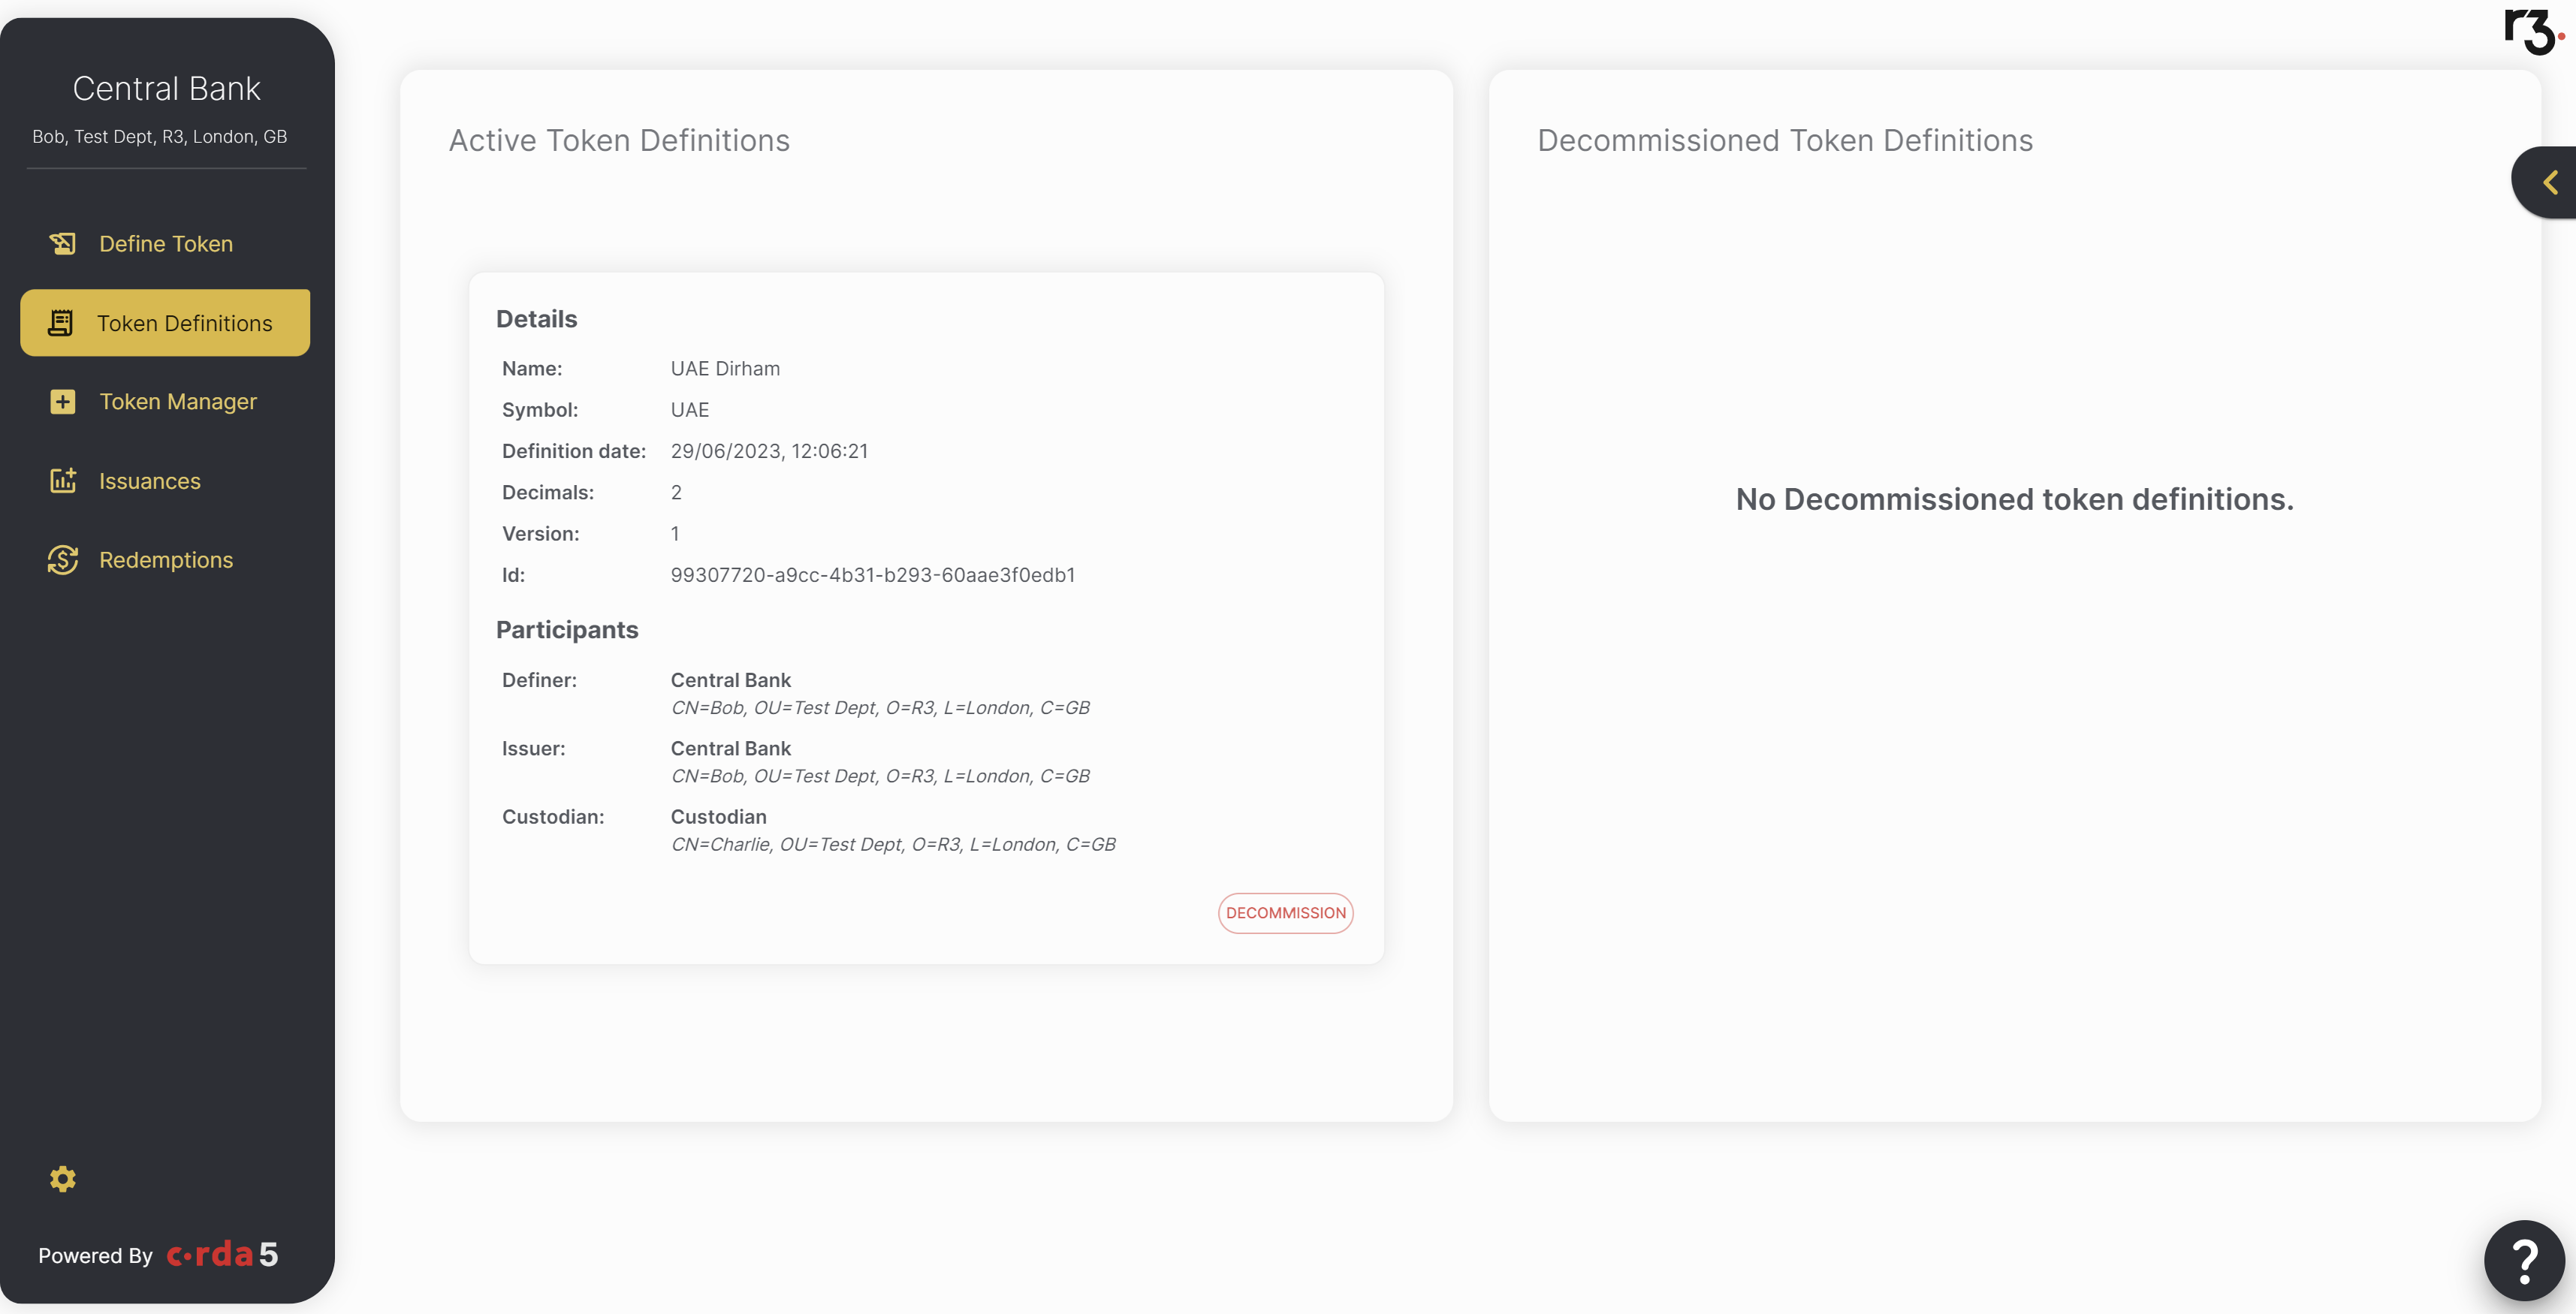 r3.
Central Bank
Bob, Test Dept, R3, London, GB
Define Token
Token Definitions
Token Manager
Issuances
Redemptions
Powered By corda 5
Active Token Definitions
Details
Name: UAE Dirham
Symbol: UAE
Definition date: 29/06/2023, 12:06:21
Decimals: 2
Version: 1
Id: 99307720-a9cc-4b31-b293-60aae3f0edb1
Participants
Definer: Central Bank
CN=Bob, OU=Test Dept, O=R3, L=London, C=GB
Issuer: Central Bank
CN=Bob, OU=Test Dept, O=R3, L=London, C=GB
Custodian: Custodian
CN=Charlie, OU=Test Dept, O=R3, L=London, C=GB
DECOMMISSION
Decommissioned Token Definitions
No Decommissioned token definitions.
?